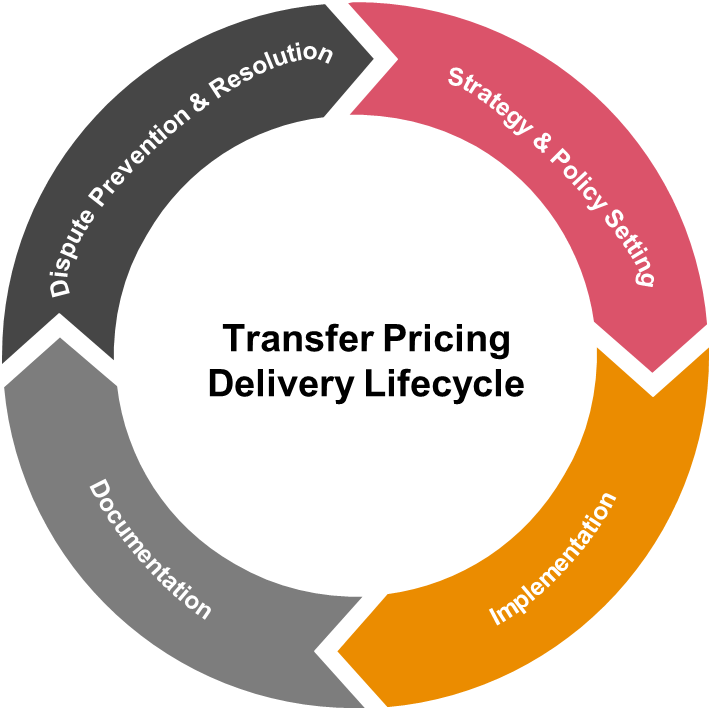 Transfer Pricing
Delivery Lifecycle
Strategy & Policy Setting
Implementation
Documentation
Dispute Prevention & Resolution